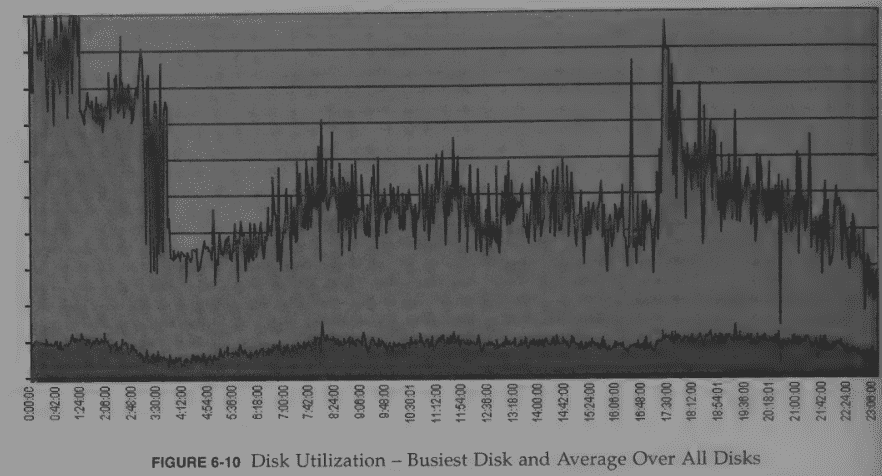 0:00:00 0:42:00 1:24:00 2:06:00 2:48:00 3:30:00 4:12:00 4:54:00 5:36:00 6:18:00 7:00:00 7:42:00 8:24:00 9:06:00 9:48:00 10:30:01 11:12:00 11:54:00 12:36:00 13:18:00 14:00:00 14:42:00 15:24:00 16:06:00 16:48:00 17:30:00 18:12:00 18:54:01 19:36:00 20:18:01 21:00:00 21:42:00 22:24:00 23:06:00
FIGURE 6-10 Disk Utilization – Busiest Disk and Average Over All Disks